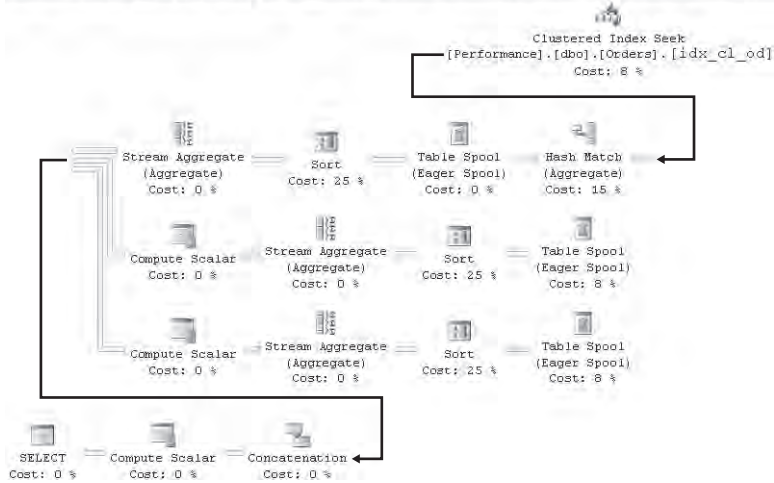 Clustered Index Seek
[Performance].[dbo].[Orders].[idx_cl_od]
Cost: 8 %
Stream Aggregate
(Aggregate)
Cost: 0 %
Sort
Cost: 25 %
Table Spool
(Eager Spool)
Cost: 0 %
Hash Match
(Aggregate)
Cost: 15 %
Compute Scalar
Cost: 0 %
Stream Aggregate
(Aggregate)
Cost: 0 %
Sort
Cost: 25 %
Table Spool
(Eager Spool)
Cost: 8 %
Compute Scalar
Cost: 0 %
Stream Aggregate
(Aggregate)
Cost: 0 %
Sort
Cost: 25 %
Table Spool
(Eager Spool)
Cost: 8 %
SELECT
Cost: 0 %
Compute Scalar
Cost: 0 %
Concatenation
Cost: 0 %